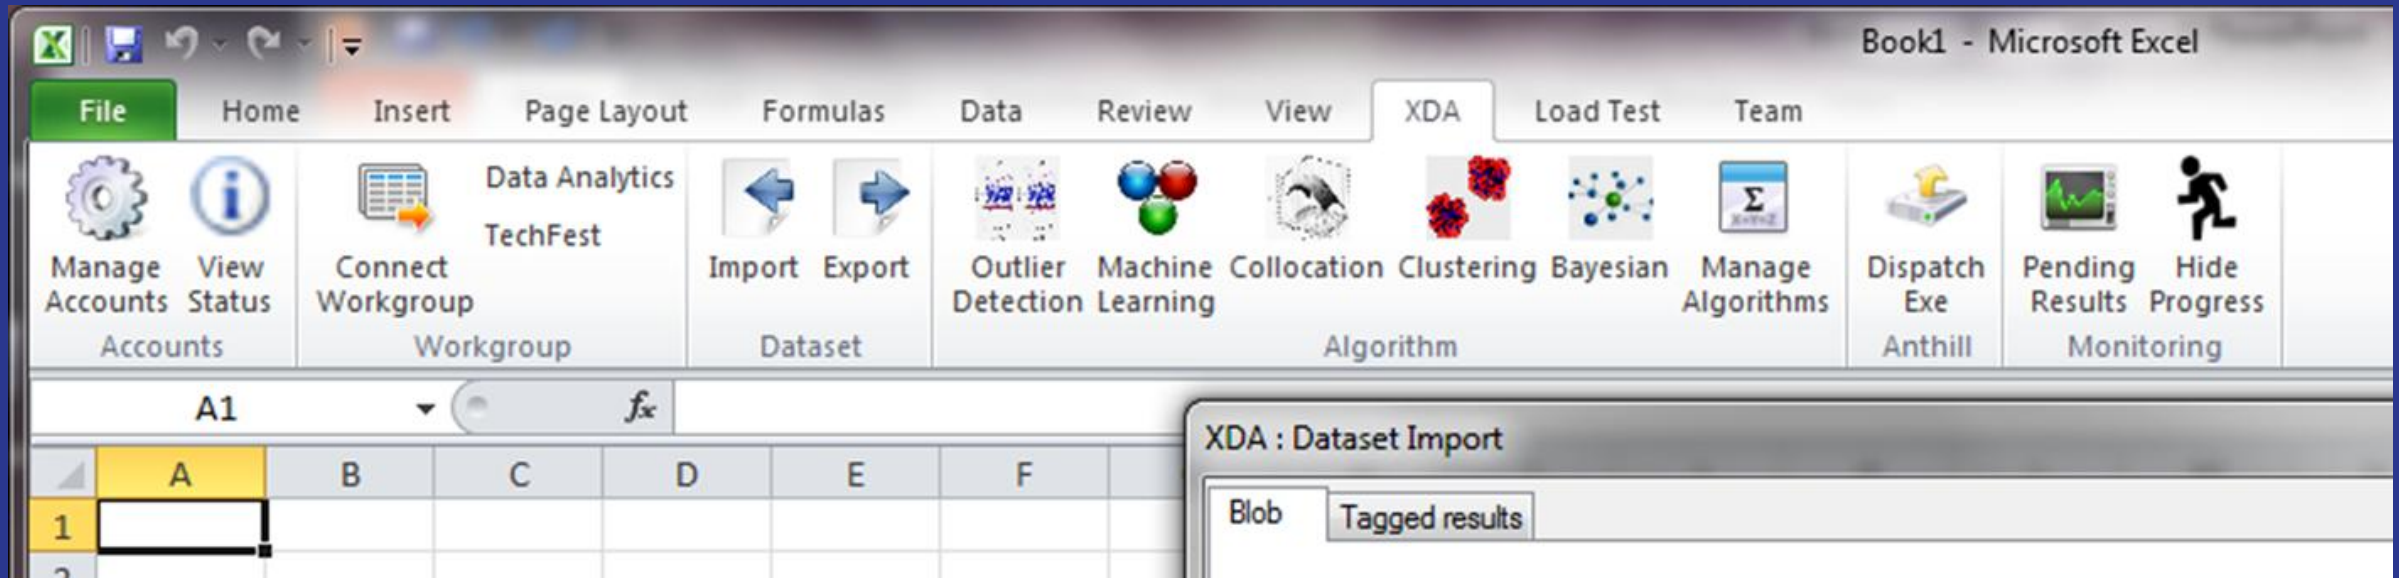 Book1 - Microsoft Excel
File Home Insert Page Layout Formulas Data Review View XDA Load Test Team
Manage Accounts
View Status
Accounts
Connect Workgroup
Data Analytics
TechFest
Workgroup
Import
Export
Dataset
Outlier Detection
Machine Learning
Collocation
Clustering
Bayesian
Manage Algorithms
Algorithm
Dispatch Exe
Anthill
Pending Results
Hide Progress
Monitoring
A1 fx
XDA : Dataset Import
A B C D E F
Blob Tagged results
1